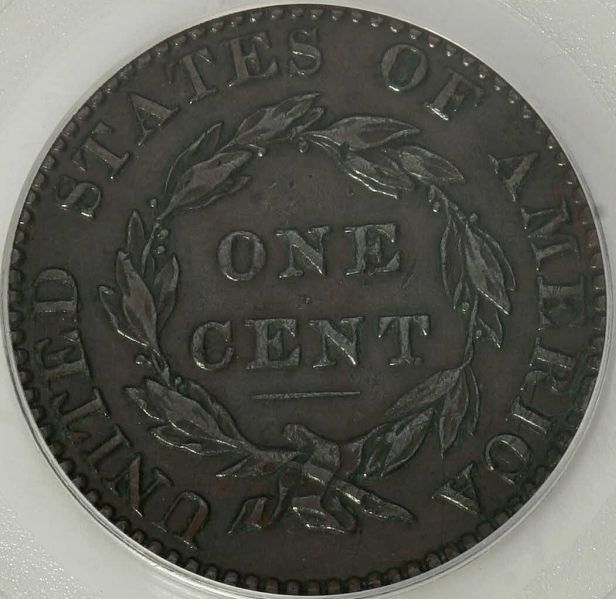 UNITED STATES OF AMERICA
ONE
CENT